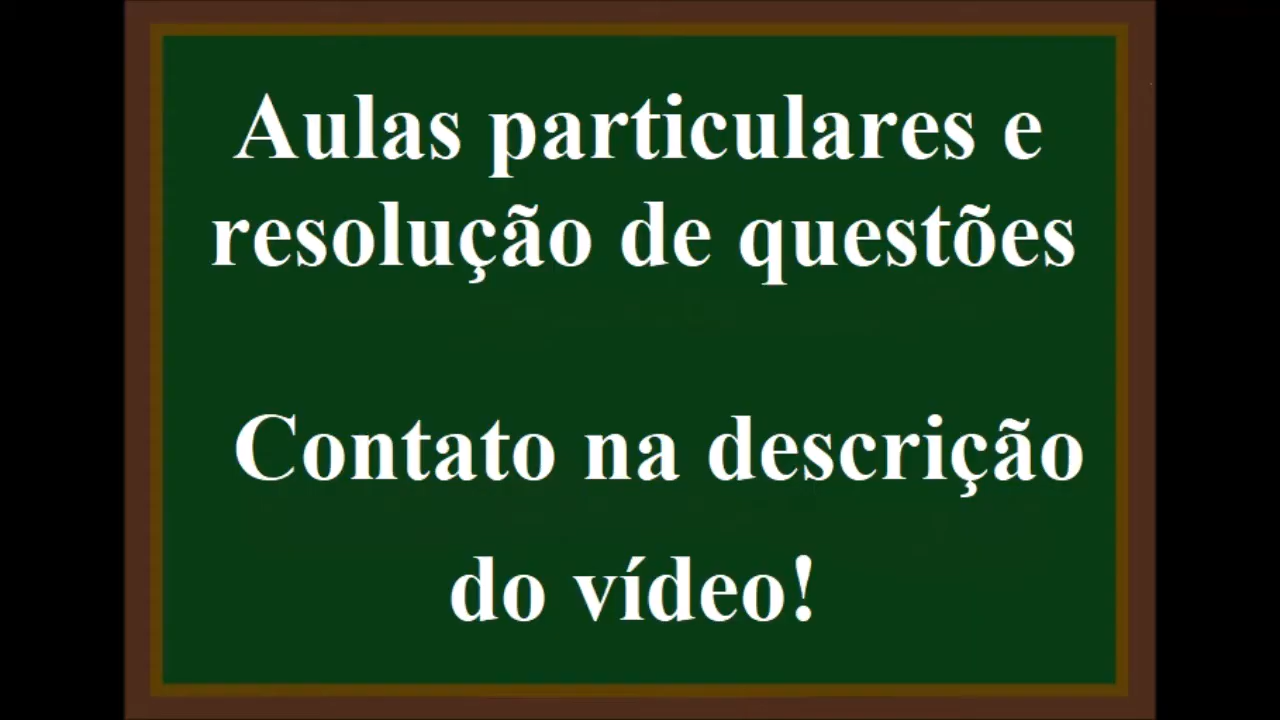 Aulas particulares e
resolução de questões
Contato na descrição
do vídeo!